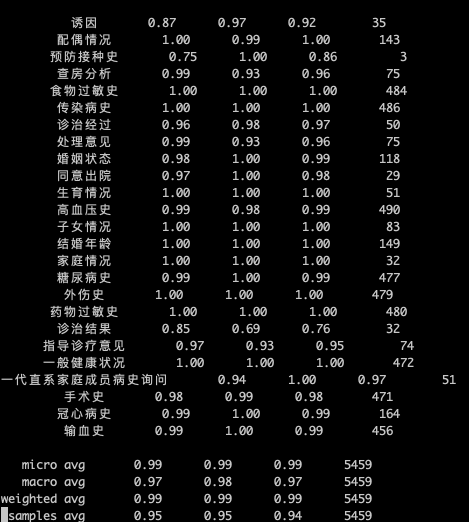 诱因 0.87 0.97 0.92 35
配偶情况 1.00 0.99 1.00 143
预防接种史 0.75 1.00 0.86 3
查房分析 0.99 0.93 0.96 75
食物过敏史 1.00 1.00 1.00 484
传染病史 1.00 1.00 1.00 486
诊治经过 0.96 0.98 0.97 50
处理意见 0.99 0.93 0.96 75
婚姻状态 0.98 1.00 0.99 118
同意出院 0.97 1.00 0.98 29
生育情况 1.00 1.00 1.00 51
高血压史 0.99 0.98 0.99 490
子女情况 1.00 1.00 1.00 83
结婚年龄 1.00 1.00 1.00 149
家庭情况 1.00 1.00 1.00 32
糖尿病史 0.99 1.00 0.99 477
外伤史 1.00 1.00 1.00 479
药物过敏史 1.00 1.00 1.00 480
诊治结果 0.85 0.69 0.76 32
指导诊疗意见 0.97 0.93 0.95 74
一般健康状况 1.00 1.00 1.00 472
一代直系家庭成员病史询问 0.94 1.00 0.97 51
手术史 0.98 0.99 0.98 471
冠心病史 0.99 1.00 0.99 164
输血史 0.99 1.00 0.99 456
micro avg 0.99 0.99 0.99 5459
macro avg 0.97 0.98 0.97 5459
weighted avg 0.99 0.99 0.99 5459
samples avg 0.95 0.95 0.94 5459